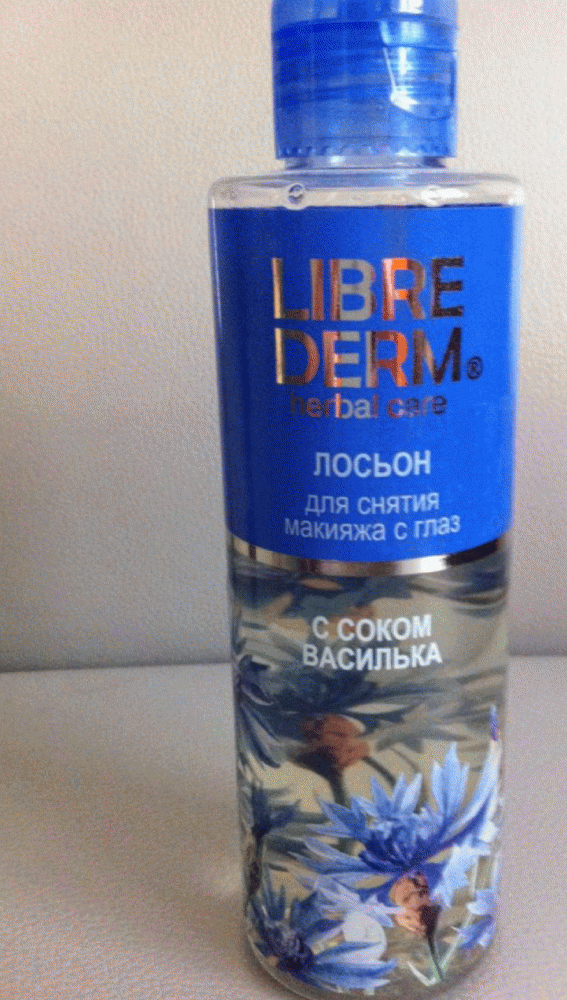 LIBRE
DERM®
herbal care
ЛОСЬОН
для снятия
макияжа с глаз
С СОКОМ
ВАСИЛЬКА